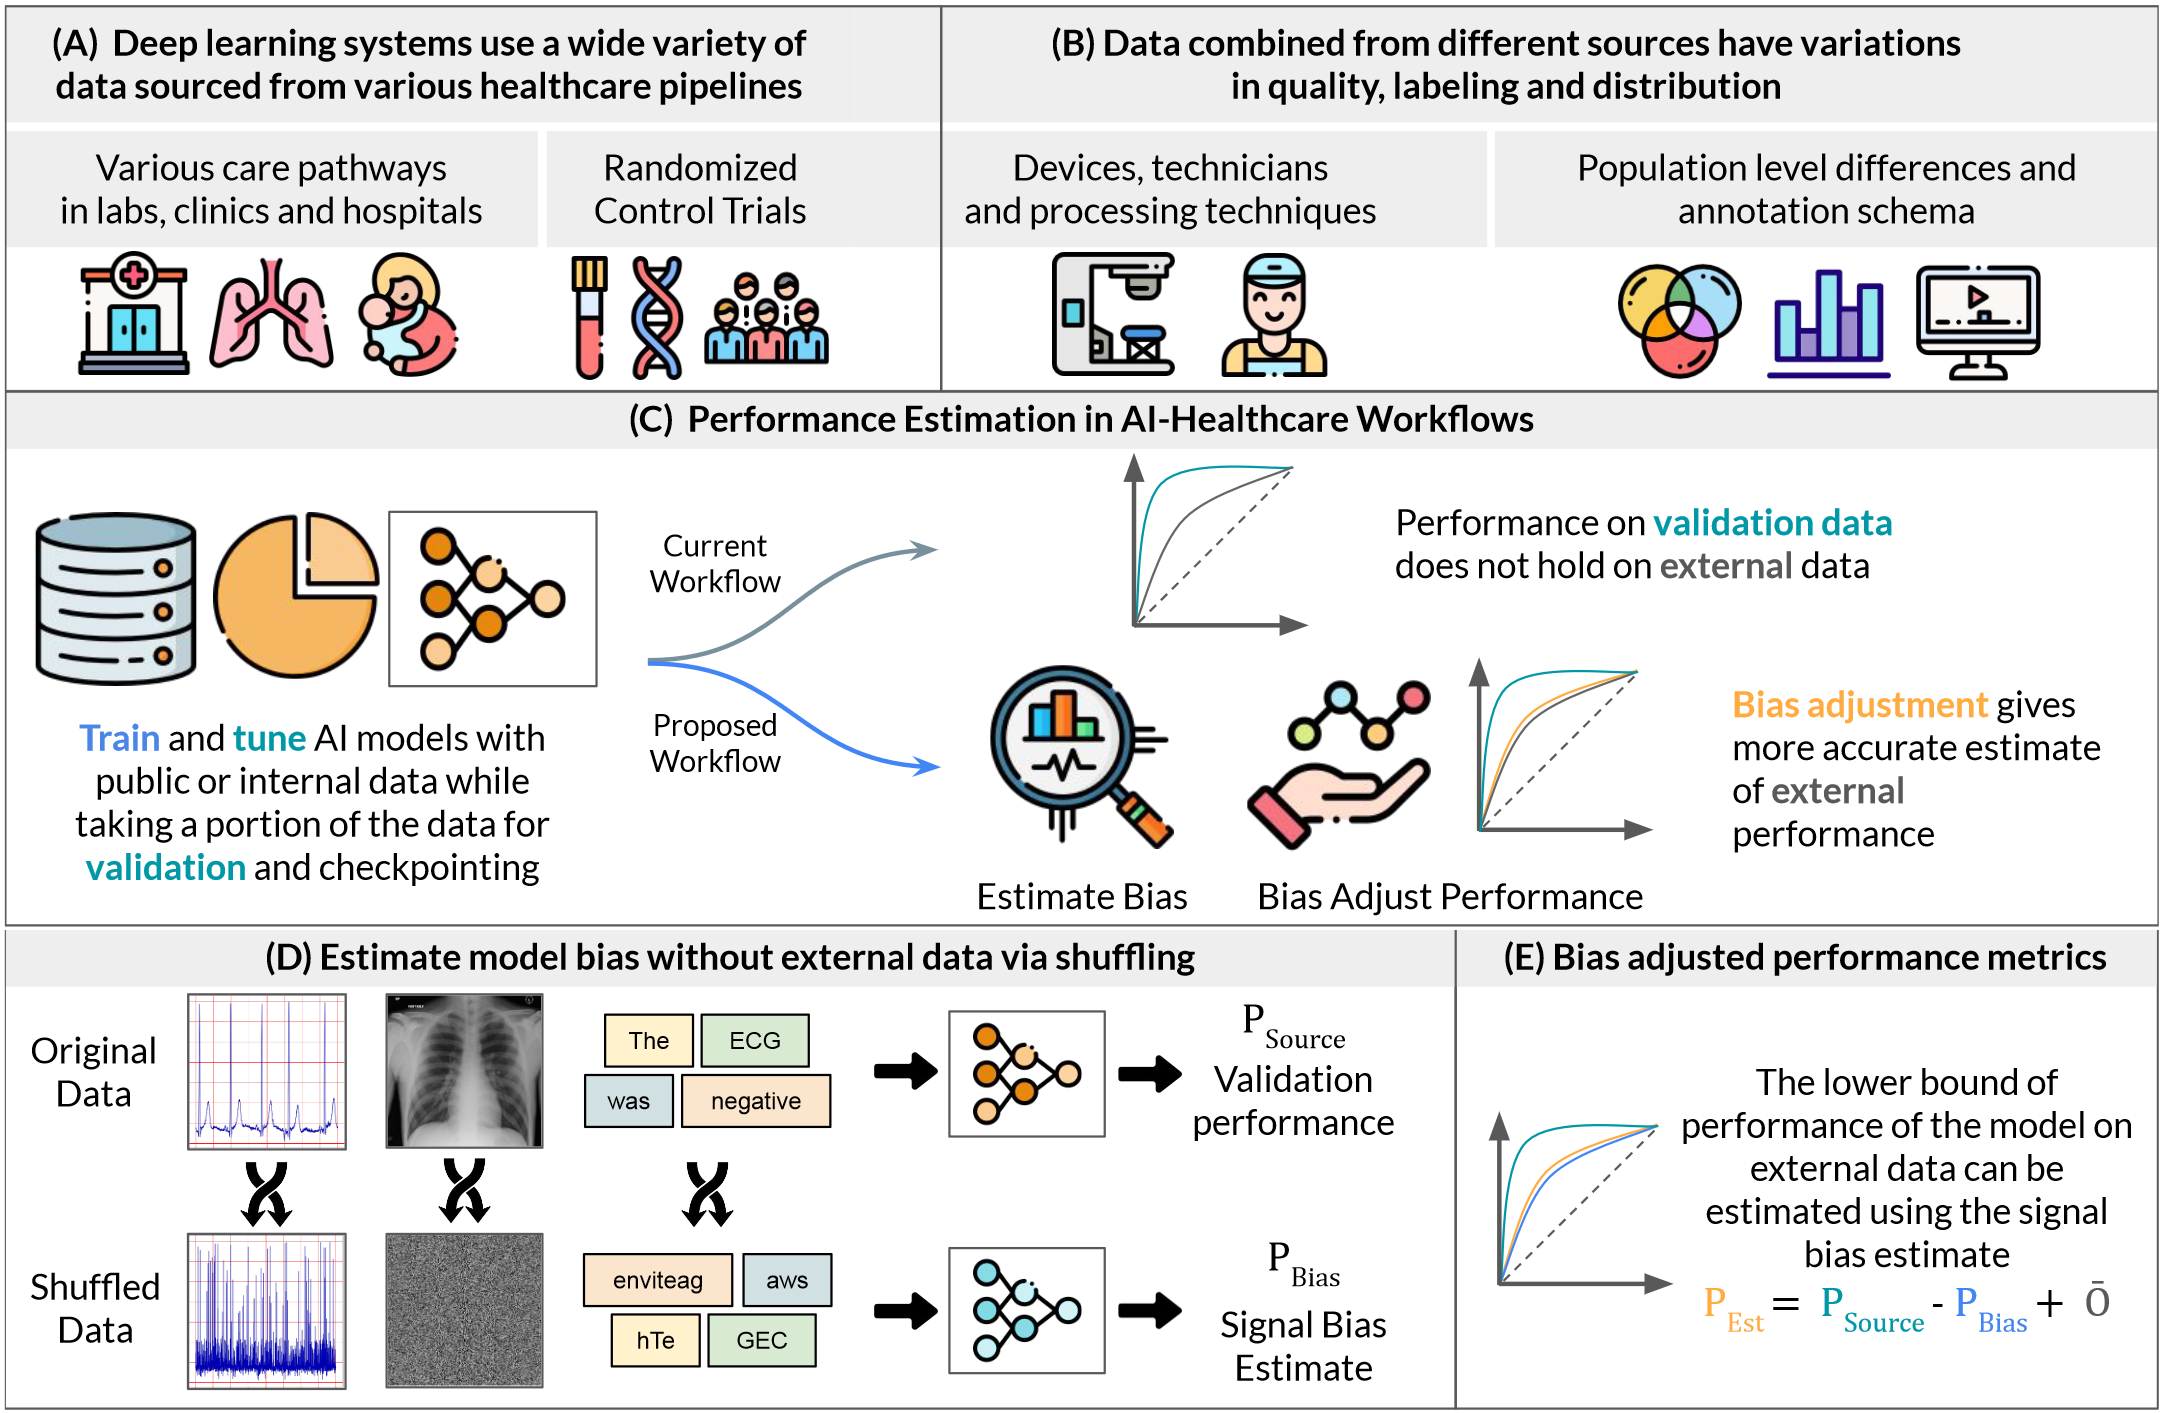 (A) Deep learning systems use a wide variety of
data sourced from various healthcare pipelines
(B) Data combined from different sources have variations
in quality, labeling and distribution
Various care pathways
in labs, clinics and hospitals
Randomized
Control Trials
Devices, technicians
and processing techniques
Population level differences and
annotation schema
(C) Performance Estimation in AI-Healthcare Workflows
Train and tune AI models with
public or internal data while
taking a portion of the data for
validation and checkpointing
Current
Workflow
Proposed
Workflow
Performance on validation data
does not hold on external data
Estimate Bias
Bias Adjust Performance
Bias adjustment gives
more accurate estimate
of external
performance
(D) Estimate model bias without external data via shuffling
Original
Data
The
ECG
was
negative
P Source
Validation
performance
Shuffled
Data
enviteag
aws
hTe
GEC
P Bias
Signal Bias
Estimate
(E) Bias adjusted performance metrics
The lower bound of
performance of the model on
external data can be
estimated using the signal
bias estimate
P Est = P Source - P Bias + Ō